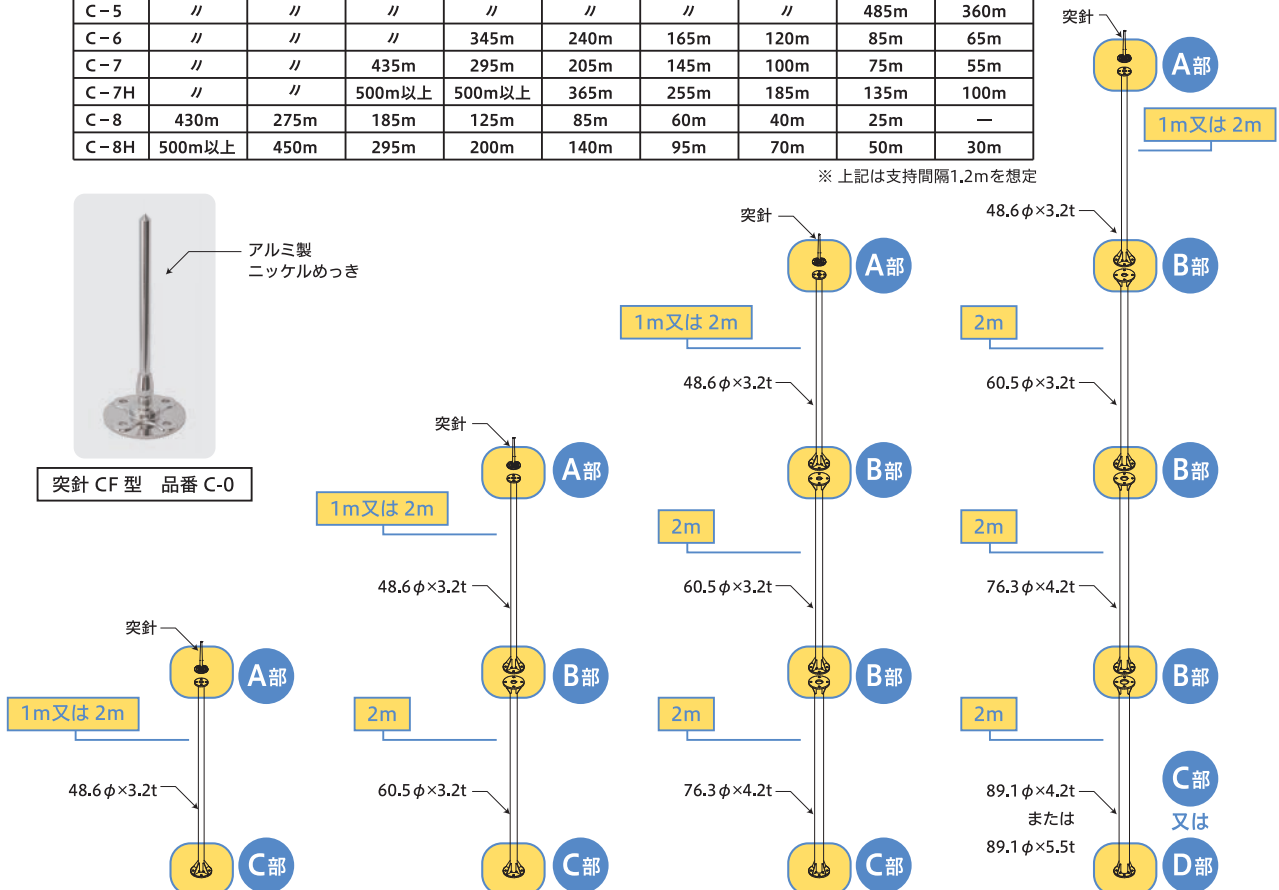 C-5 〃 〃 〃 〃 〃 〃 〃 485m 360m
C-6 〃 〃 〃 345m 240m 165m 120m 85m 65m
C-7 〃 〃 435m 295m 205m 145m 100m 75m 55m
C-7H 〃 〃 500m以上 500m以上 365m 255m 185m 135m 100m
C-8 430m 275m 185m 125m 85m 60m 40m 25m —
C-8H 500m以上 450m 295m 200m 140m 95m 70m 50m 30m
※ 上記は支持間隔1.2mを想定
アルミ製
ニッケルめっき
突針 CF 型 品番 C-0
突針
A部
1m又は 2m
48.6φ×3.2t
C部
突針
A部
1m又は 2m
48.6φ×3.2t
B部
2m
60.5φ×3.2t
C部
突針
A部
1m又は 2m
48.6φ×3.2t
B部
2m
60.5φ×3.2t
B部
2m
76.3φ×4.2t
C部
突針
A部
1m又は 2m
48.6φ×3.2t
B部
2m
60.5φ×3.2t
B部
2m
76.3φ×4.2t
B部
2m
89.1φ×4.2t
または
89.1φ×5.5t
C部
又は
D部